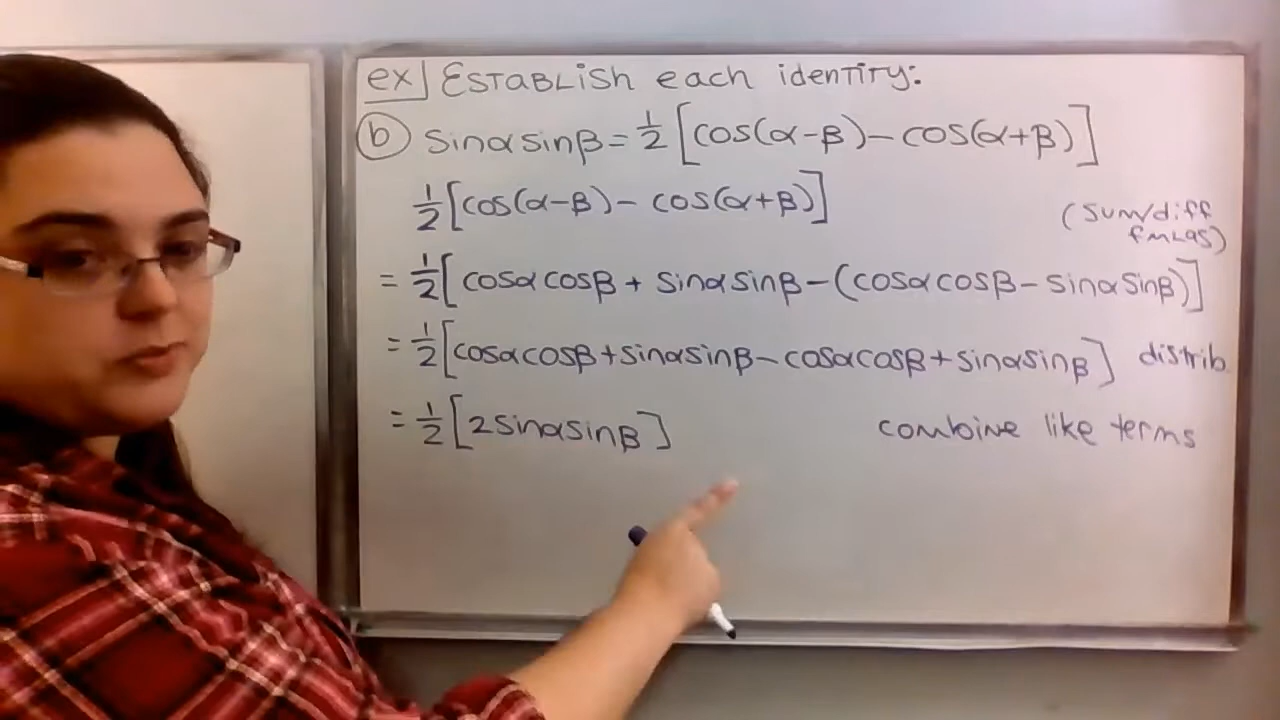 ex] Establish each identity:
(b) sinα sinβ = 1/2 [cos(α-β) - cos(α+β)]
1/2 [cos(α-β) - cos(α+β)]
(sum/diff
fmlas)
= 1/2 [cosα cosβ + sinα sinβ - (cosα cosβ - sinα sinβ)]
= 1/2 [cosα cosβ + sinα sinβ - cosα cosβ + sinα sinβ] distrib.
= 1/2 [2 sinα sinβ] combine like terms